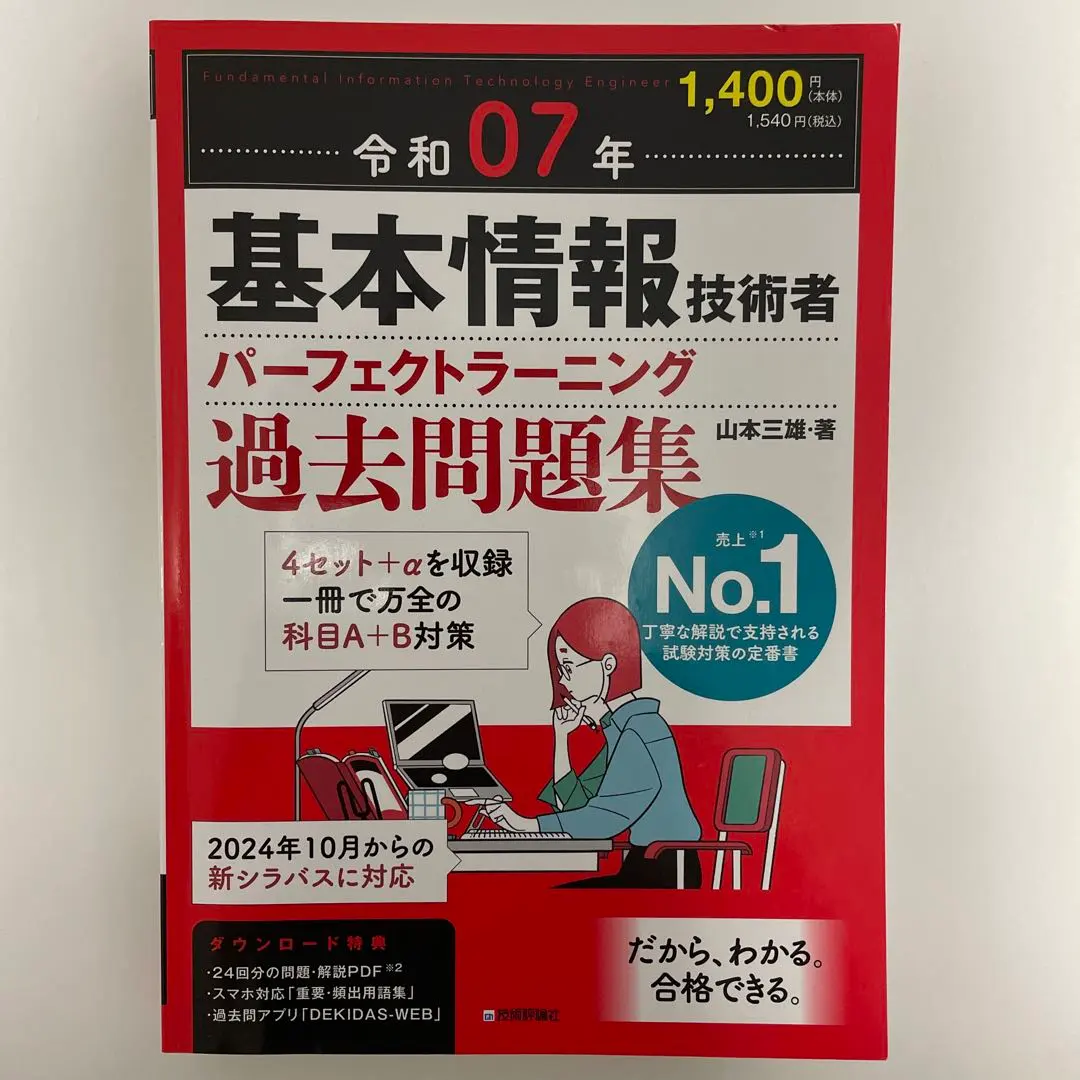 Fundamental Information Technology Engineer
1,400円(本体)
1,540円(税込)
令和07年
基本情報技術者
パーフェクトラーニング
過去問題集
山本三雄・著
売上※1
No.1
丁寧な解説で支持される
試験対策の定番書
4セット+αを収録
一冊で万全の
科目A+B対策
2024年10月からの
新シラバスに対応
ダウンロード特典
・24回分の問題・解説PDF※2
・スマホ対応「重要・頻出用語集」
・過去問アプリ「DEKIDAS-WEB」
だから、わかる。
合格できる。
技術評論社